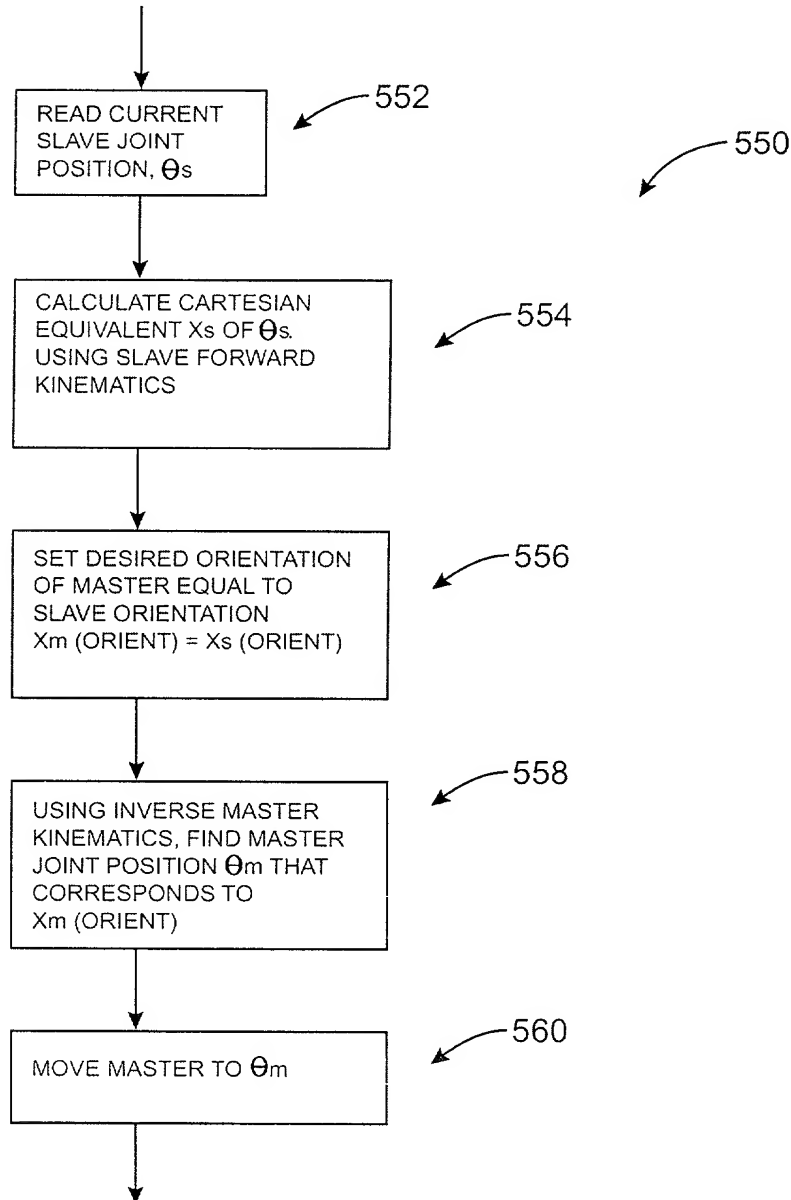 READ CURRENT
SLAVE JOINT
POSITION, Θs
552
550
CALCULATE CARTESIAN
EQUIVALENT Xs OF Θs.
USING SLAVE FORWARD
KINEMATICS
554
SET DESIRED ORIENTATION
OF MASTER EQUAL TO
SLAVE ORIENTATION
Xm (ORIENT) = Xs (ORIENT)
556
USING INVERSE MASTER
KINEMATICS, FIND MASTER
JOINT POSITION Θm THAT
CORRESPONDS TO
Xm (ORIENT)
558
MOVE MASTER TO Θm
560